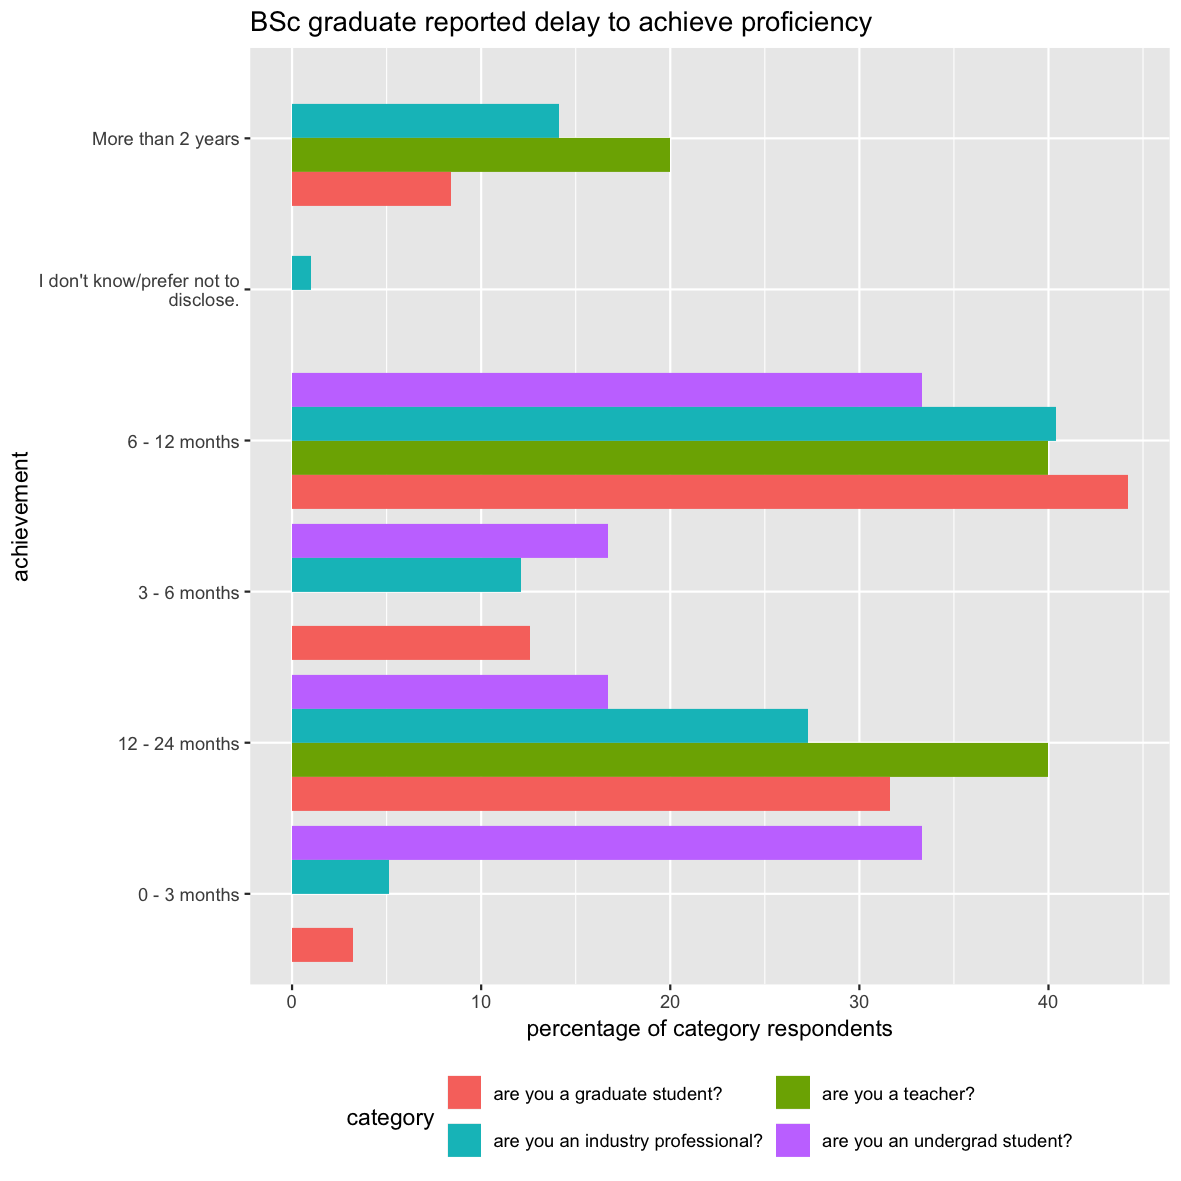 BSc graduate reported delay to achieve proficiency
More than 2 years
I don't know/prefer not to
disclose.
6 - 12 months
3 - 6 months
12 - 24 months
0 - 3 months
achievement
0 10 20 30 40
percentage of category respondents
category
are you a graduate student?
are you a teacher?
are you an industry professional?
are you an undergrad student?